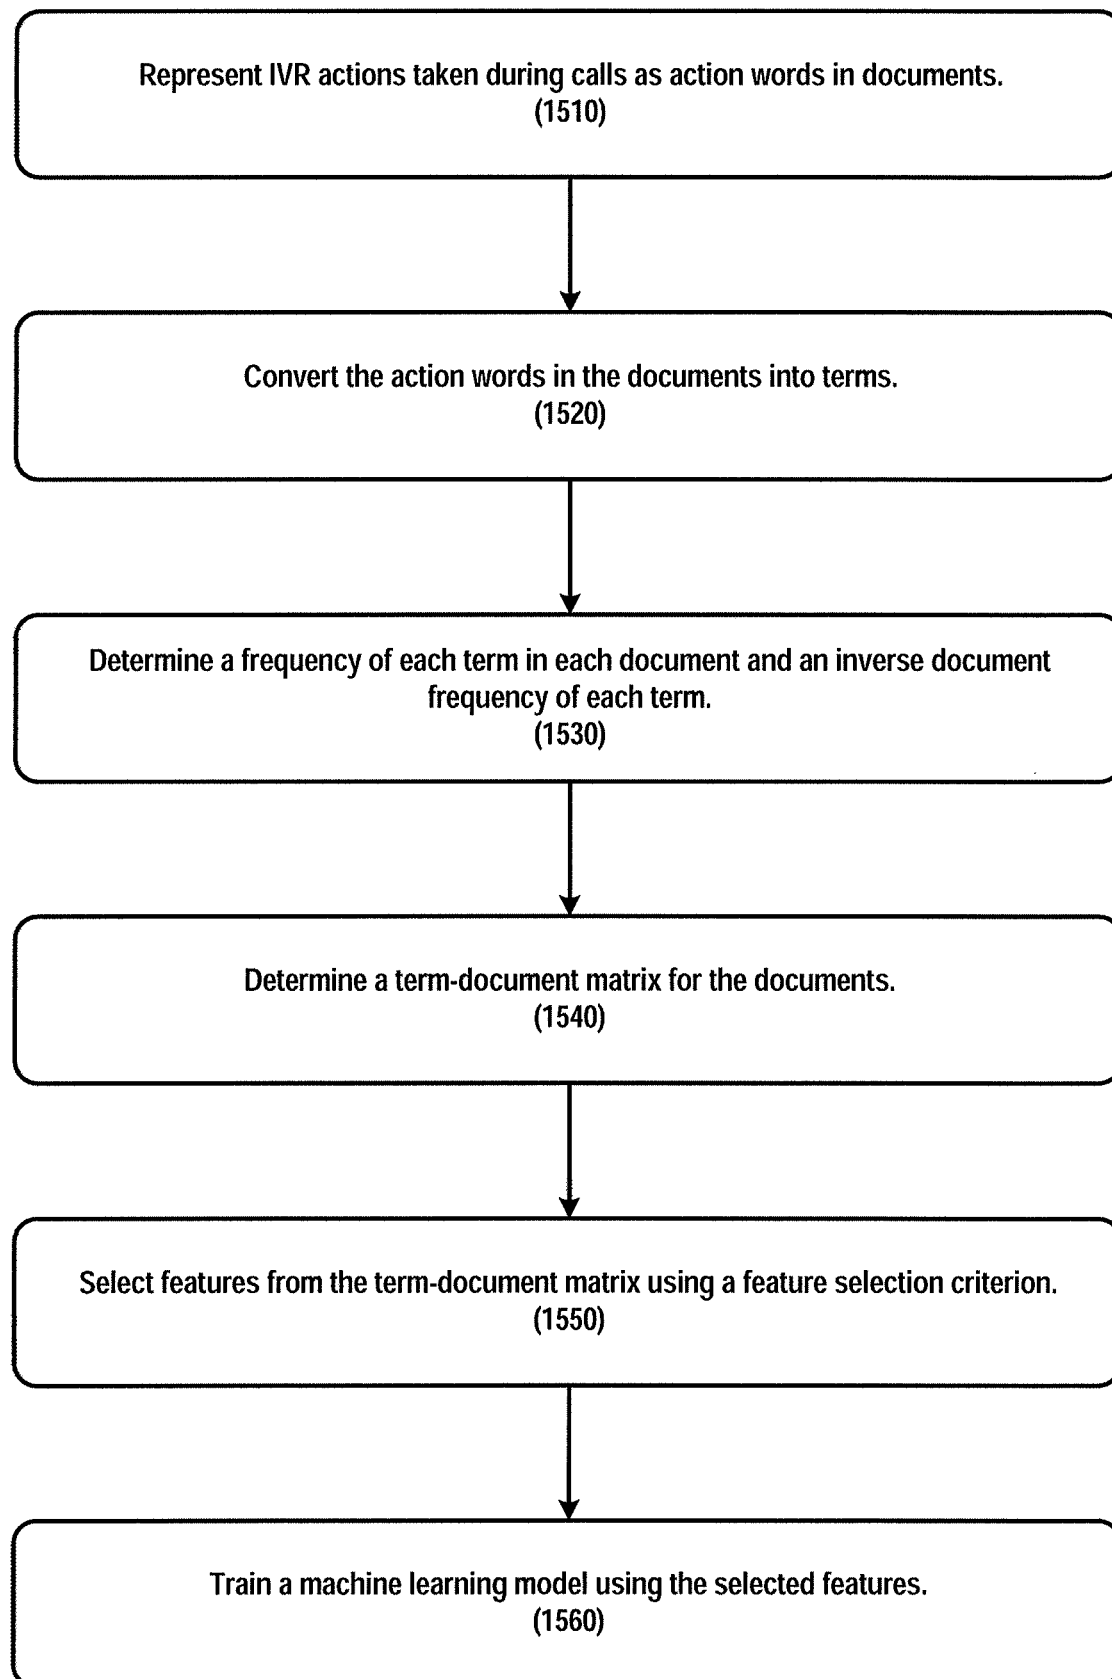 Represent IVR actions taken during calls as action words in documents.
(1510)
Convert the action words in the documents into terms.
(1520)
Determine a frequency of each term in each document and an inverse document
frequency of each term.
(1530)
Determine a term-document matrix for the documents.
(1540)
Select features from the term-document matrix using a feature selection criterion.
(1550)
Train a machine learning model using the selected features.
(1560)